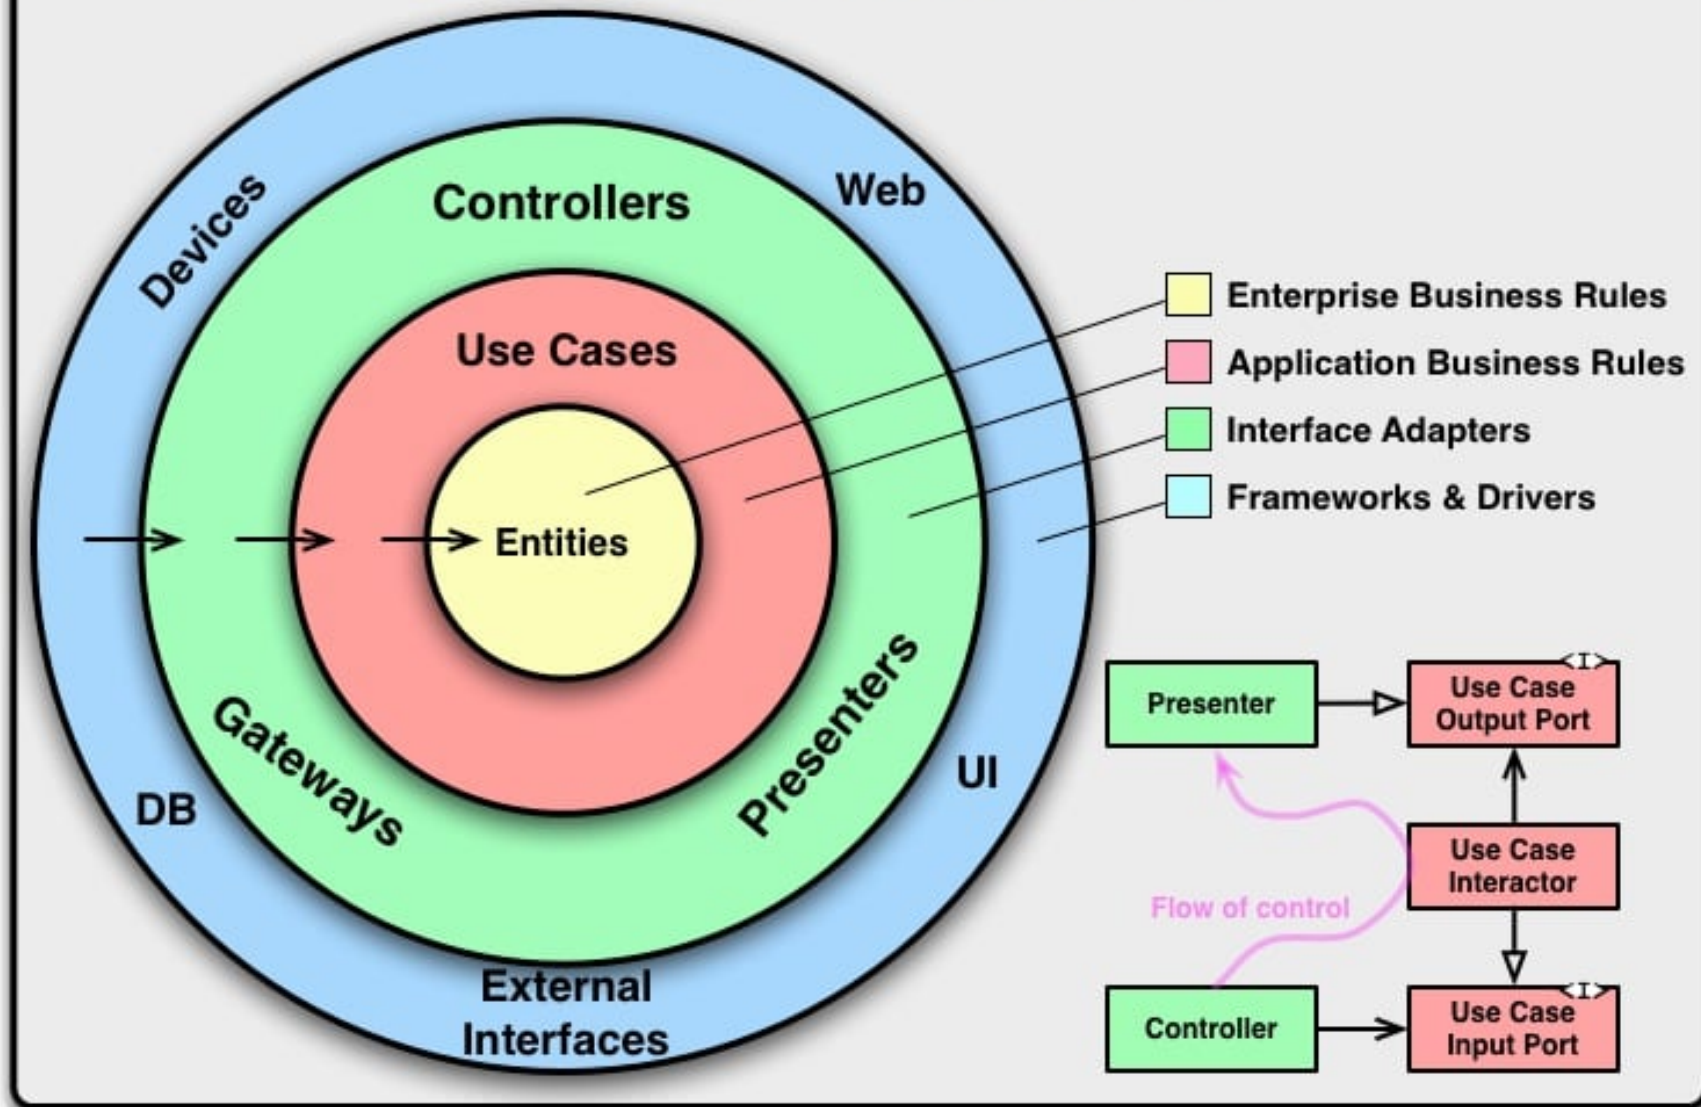 Devices
Web
Controllers
Use Cases
Entities
Gateways
Presenters
DB
UI
External
Interfaces
Enterprise Business Rules
Application Business Rules
Interface Adapters
Frameworks & Drivers
Presenter
<I>
Use Case
Output Port
Use Case
Interactor
Flow of control
Controller
<I>
Use Case
Input Port